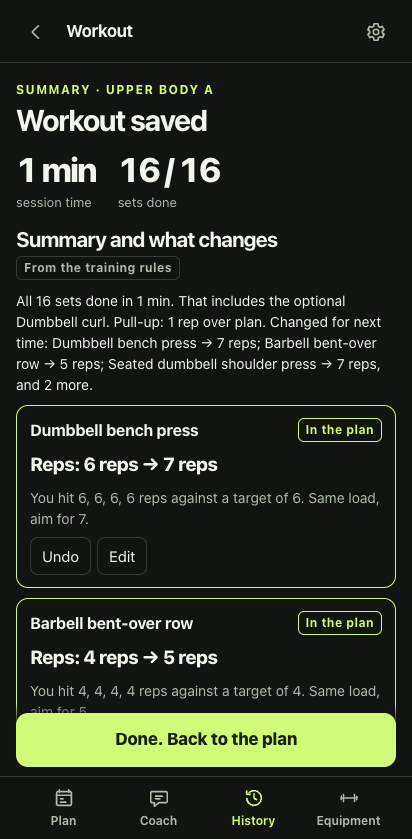 Workout
SUMMARY · UPPER BODY A
Workout saved
1 min 16/16
session time sets done
Summary and what changes
From the training rules
All 16 sets done in 1 min. That includes the optional
Dumbbell curl. Pull-up: 1 rep over plan. Changed for next
time: Dumbbell bench press → 7 reps; Barbell bent-over
row → 5 reps; Seated dumbbell shoulder press → 7 reps,
and 2 more.
Dumbbell bench press In the plan
Reps: 6 reps → 7 reps
You hit 6, 6, 6, 6 reps against a target of 6. Same load,
aim for 7.
Undo Edit
Barbell bent-over row In the plan
Reps: 4 reps → 5 reps
You hit 4, 4, 4, 4 reps against a target of 4. Same load,
aim for 5
Done. Back to the plan
Plan Coach History Equipment